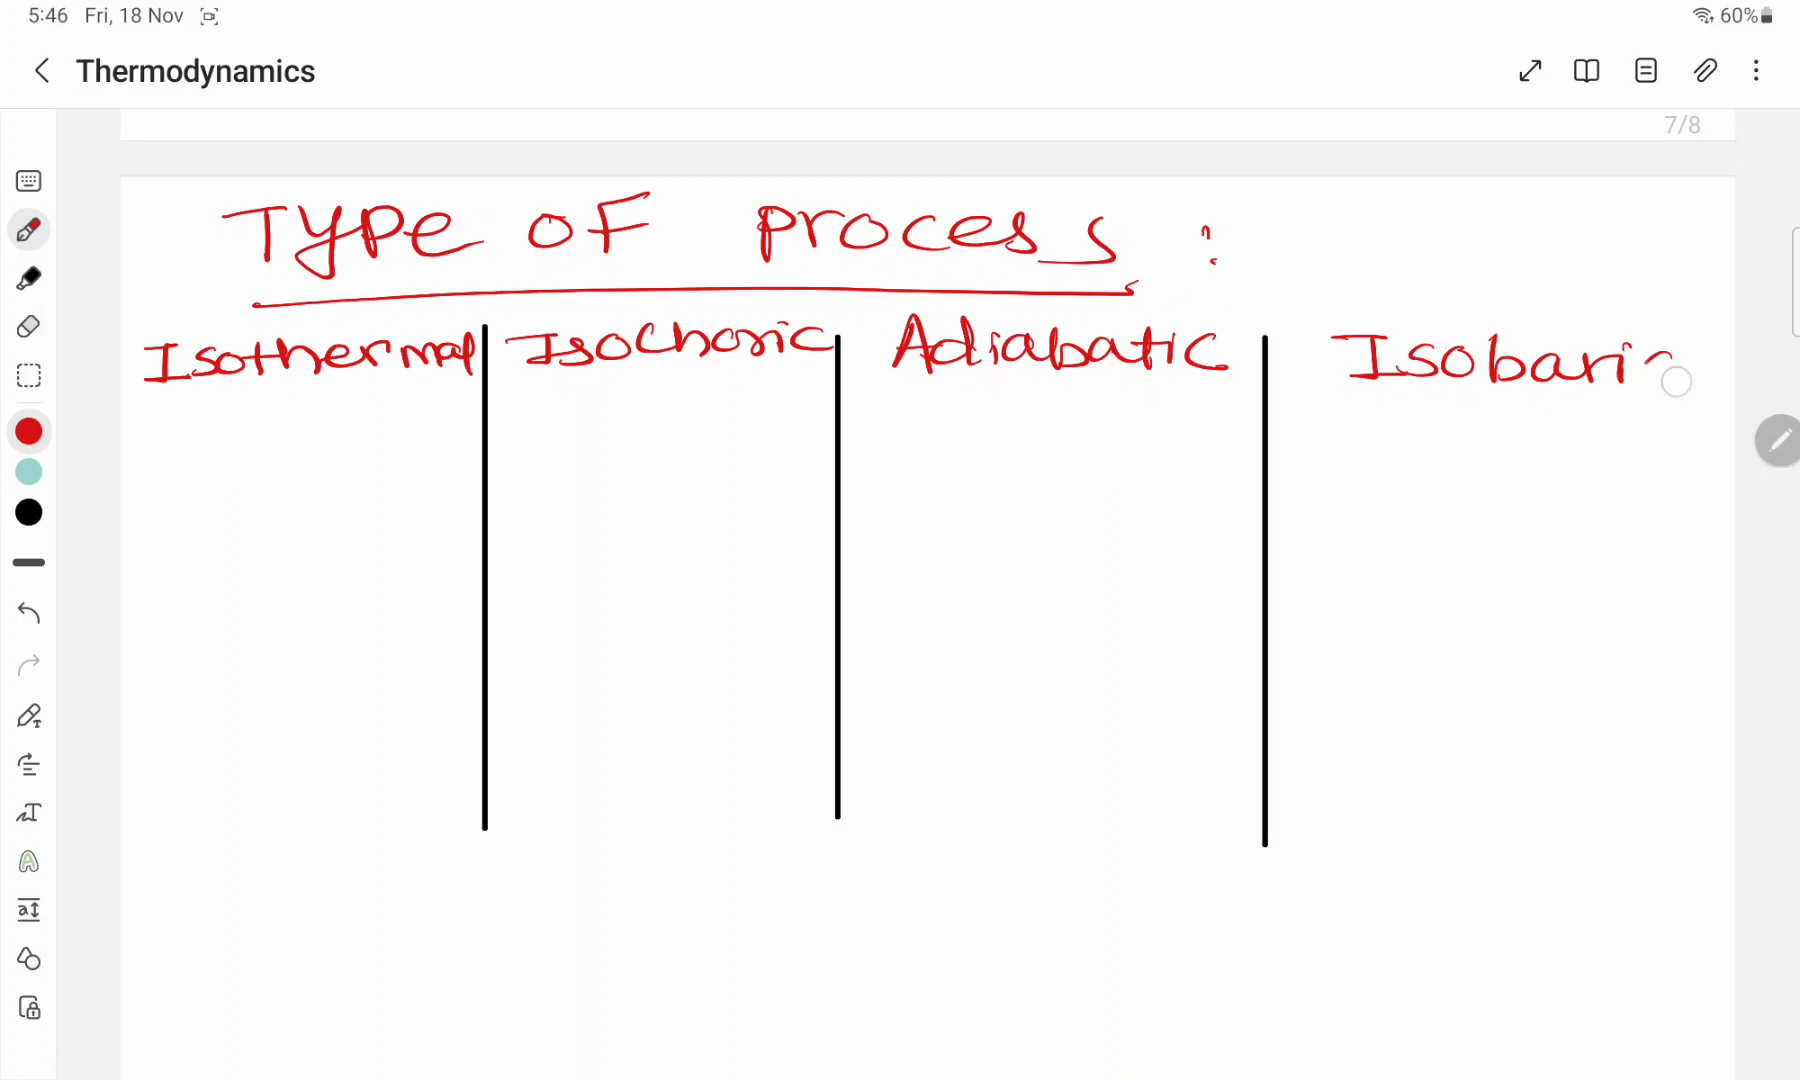 5:46 Fri, 18 Nov 60%
Thermodynamics
7/8
Type of process :
Isothermal Isochoric Adiabatic Isobaric